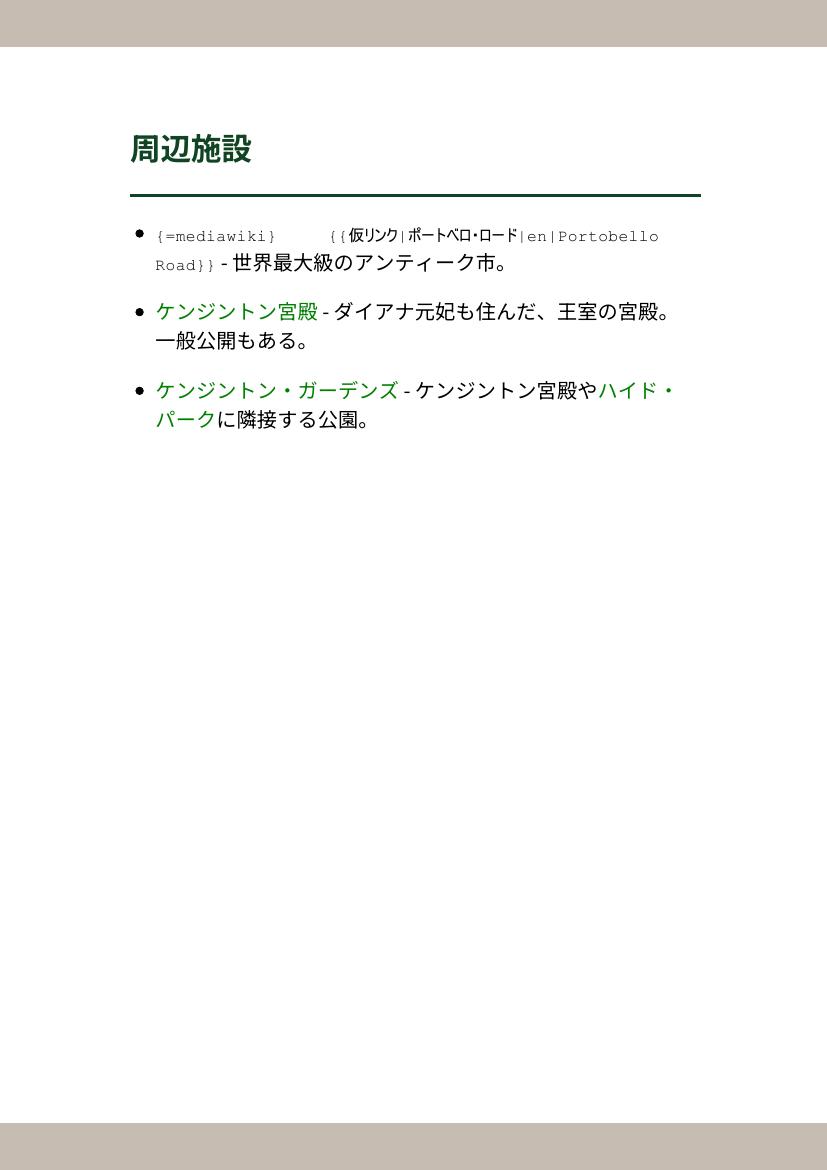 周辺施設
{=mediawiki} {{仮リンク|ポートベロ・ロード|en|Portobello
Road}} - 世界最大級のアンティーク市。
ケンジントン宮殿 - ダイアナ元妃も住んだ、王室の宮殿。
一般公開もある。
ケンジントン・ガーデンズ - ケンジントン宮殿やハイド・
パークに隣接する公園。